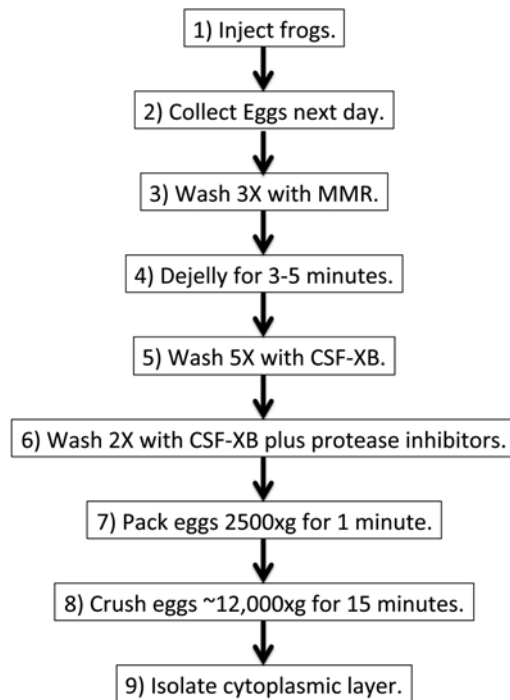 1) Inject frogs.
2) Collect Eggs next day.
3) Wash 3X with MMR.
4) Dejelly for 3-5 minutes.
5) Wash 5X with CSF-XB.
6) Wash 2X with CSF-XB plus protease inhibitors.
7) Pack eggs 2500xg for 1 minute.
8) Crush eggs ~12,000xg for 15 minutes.
9) Isolate cytoplasmic layer.